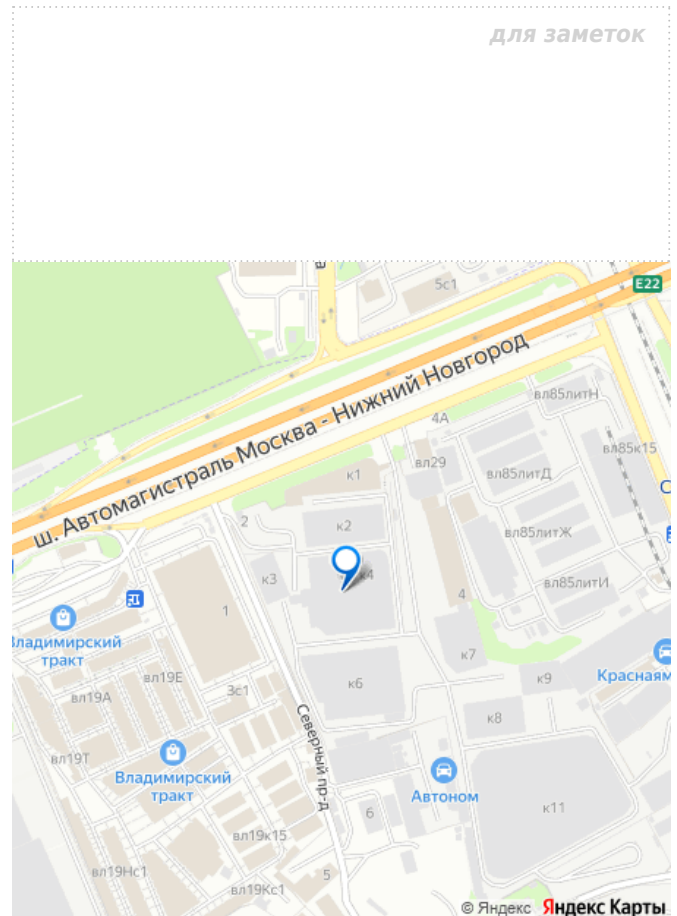 для заметок
5с1
E22
ш. Автомагистраль Москва - Нижний Новгород
4А
вл85литН
вл85к15
вл29
вл85литД
к1
к2
2
вл85литЖ
к4
к3
вл85литИ
4
1
Владимирский
тракт
к7
Красная
вл19Е
3с1
к6
к9
вл19А
к8
Северный пр-д
вл19Т
Владимирский
тракт
Автоном
к11
6
вл19к15
5
вл19Нс1
вл19Кс1
© Яндекс Яндекс Карты